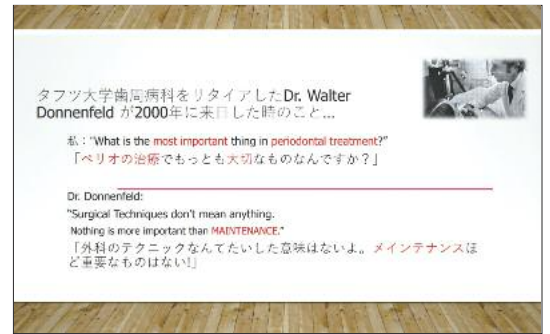 タフツ大学歯周病科をリタイアしたDr. Walter
Donnenfeld が2000年に来日した時のこと…
私：“What is the most important thing in periodontal treatment?”
「ペリオの治療でもっとも大切なものなんですか？」
Dr. Donnenfeld:
“Surgical Techniques don't mean anything.
Nothing is more important than MAINTENANCE.”
「外科のテクニックなんてたいした意味はないよ。メインテナンスほ
ど重要なものはない!」